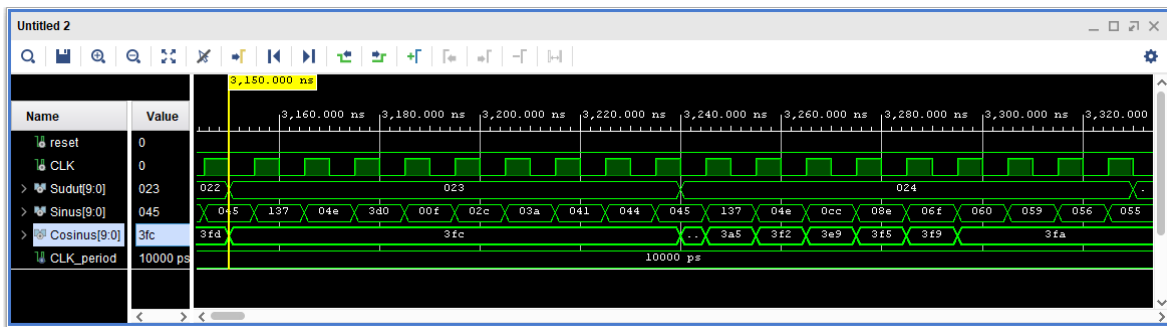 Untitled 2
3,150.000 ns
Name Value
3,160.000 ns 3,180.000 ns 3,200.000 ns 3,220.000 ns 3,240.000 ns 3,260.000 ns 3,280.000 ns 3,300.000 ns 3,320.000
reset 0
CLK 0
Sudut[9:0] 023 022 023 024 .
Sinus[9:0] 045 045 137 04e 3d0 00f 02c 03a 041 044 045 137 04e 0cc 08e 06f 060 059 056 055
Cosinus[9:0] 3fc 3fd 3fc .. 3a5 3f2 3e9 3f5 3f9 3fa
CLK_period 10000 ps 10000 ps